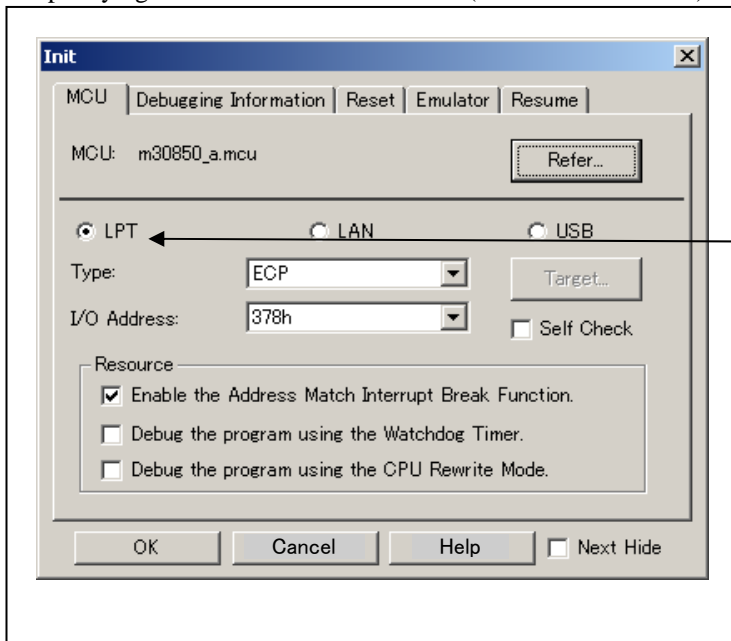 Init
MCU Debugging Information Reset Emulator Resume
MCU: m30850_a.mcu Refer...
LPT LAN USB
Type: ECP Target...
I/O Address: 378h Self Check
Resource
Enable the Address Match Interrupt Break Function.
Debug the program using the Watchdog Timer.
Debug the program using the CPU Rewrite Mode.
OK Cancel Help Next Hide